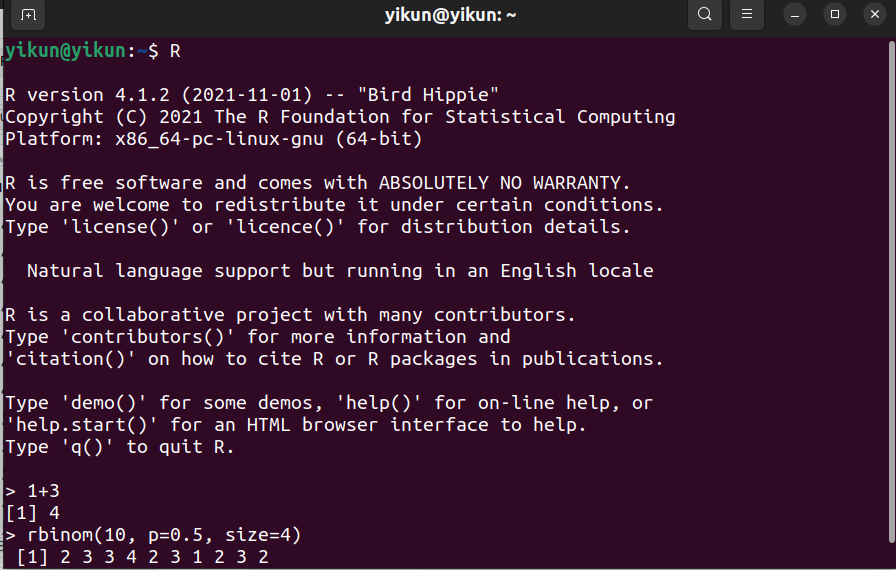 yikun@yikun: ~
yikun@yikun:~$ R
R version 4.1.2 (2021-11-01) -- "Bird Hippie"
Copyright (C) 2021 The R Foundation for Statistical Computing
Platform: x86_64-pc-linux-gnu (64-bit)
R is free software and comes with ABSOLUTELY NO WARRANTY.
You are welcome to redistribute it under certain conditions.
Type 'license()' or 'licence()' for distribution details.
Natural language support but running in an English locale
R is a collaborative project with many contributors.
Type 'contributors()' for more information and
'citation()' on how to cite R or R packages in publications.
Type 'demo()' for some demos, 'help()' for on-line help, or
'help.start()' for an HTML browser interface to help.
Type 'q()' to quit R.
> 1+3
[1] 4
> rbinom(10, p=0.5, size=4)
[1] 2 3 3 4 2 3 1 2 3 2